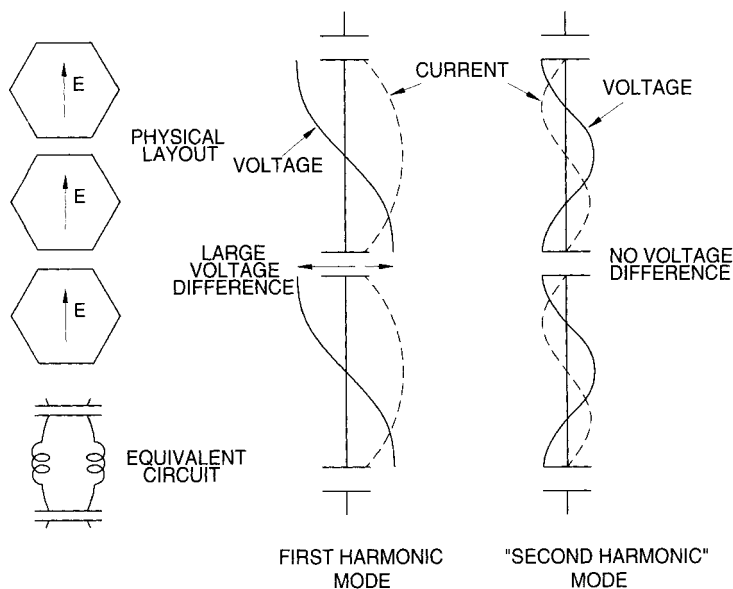 E
PHYSICAL
LAYOUT
E
E
EQUIVALENT
CIRCUIT
CURRENT
VOLTAGE
LARGE
VOLTAGE
DIFFERENCE
FIRST HARMONIC
MODE
VOLTAGE
NO VOLTAGE
DIFFERENCE
"SECOND HARMONIC"
MODE